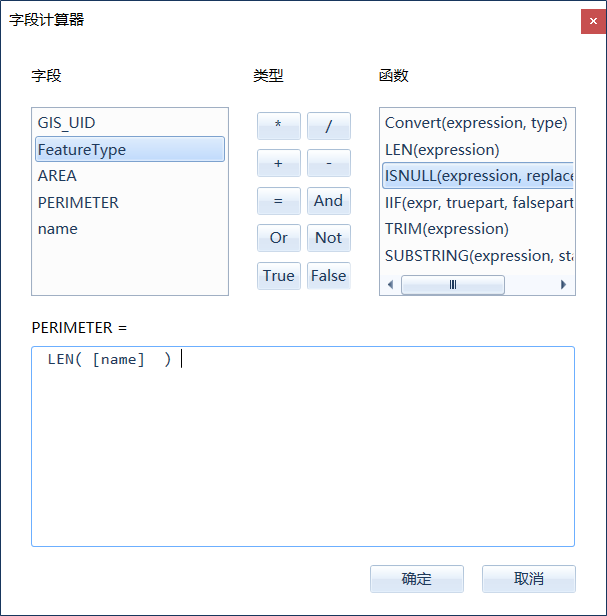 字段计算器
字段
类型
函数
GIS_UID
FeatureType
AREA
PERIMETER
name
* /
+ -
= And
Or Not
True False
Convert(expression, type)
LEN(expression)
ISNULL(expression, replace
IIF(expr, truepart, falsepart
TRIM(expression)
SUBSTRING(expression, sta
PERIMETER =
LEN( [name] )
确定
取消